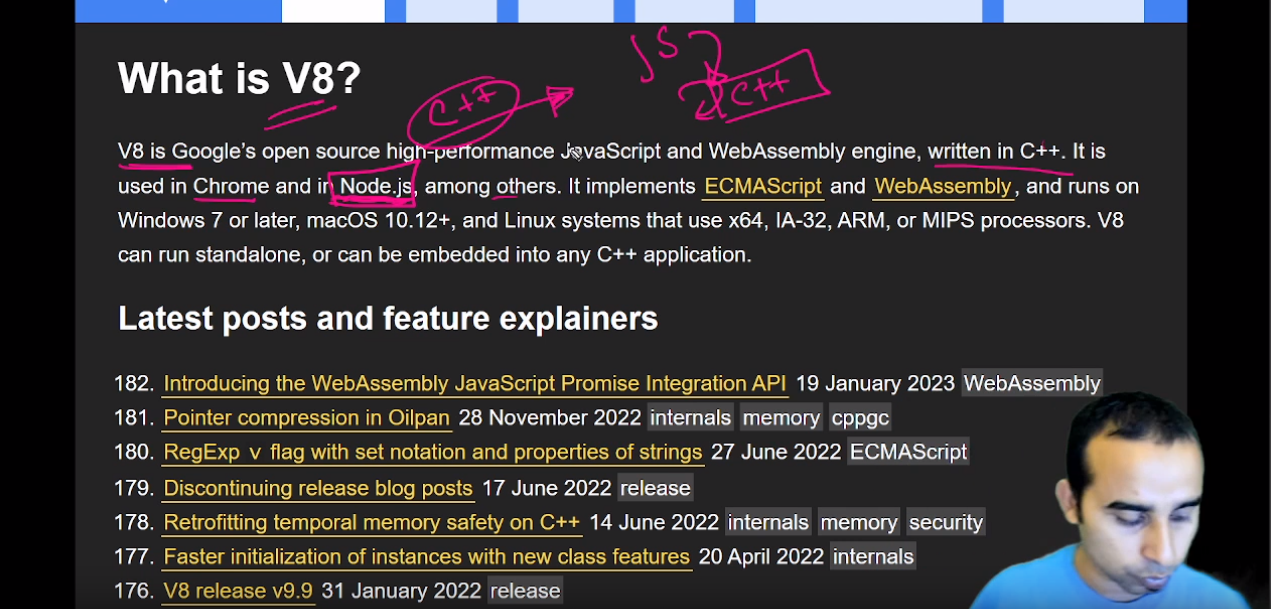 JS
C++
C++
What is V8?
V8 is Google's open source high-performance JavaScript and WebAssembly engine, written in C++. It is
used in Chrome and in Node.js, among others. It implements ECMAScript and WebAssembly, and runs on
Windows 7 or later, macOS 10.12+, and Linux systems that use x64, IA-32, ARM, or MIPS processors. V8
can run standalone, or can be embedded into any C++ application.
Latest posts and feature explainers
182. Introducing the WebAssembly JavaScript Promise Integration API 19 January 2023 WebAssembly
181. Pointer compression in Oilpan 28 November 2022 internals memory cppgc
180. RegExp v flag with set notation and properties of strings 27 June 2022 ECMAScript
179. Discontinuing release blog posts 17 June 2022 release
178. Retrofitting temporal memory safety on C++ 14 June 2022 internals memory security
177. Faster initialization of instances with new class features 20 April 2022 internals
176. V8 release v9.9 31 January 2022 release